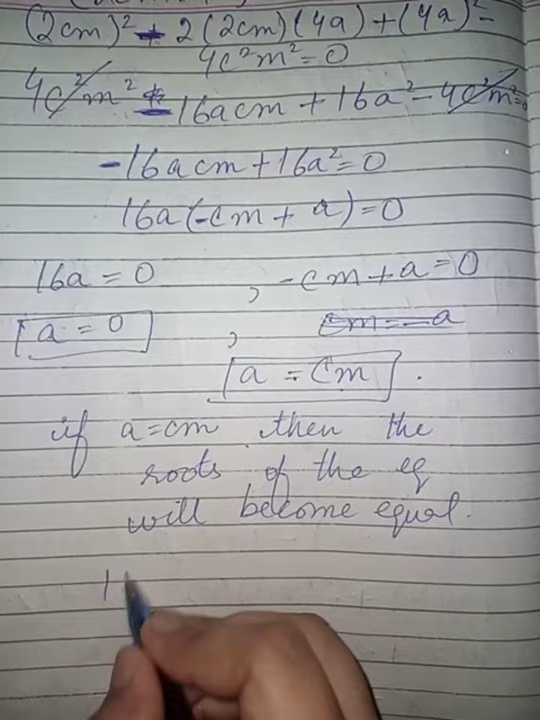 (2cm)² - 2(2cm)(4a) + (4a)² -
4c²m² = 0
4c²m² - 16acm + 16a² - 4c²m² = 0
-16acm + 16a² = 0
16a(-cm + a) = 0
16a = 0 , -cm + a = 0
a = 0 , cm = -a
a = cm .
if a=cm then the
roots of the eq
will become equal.